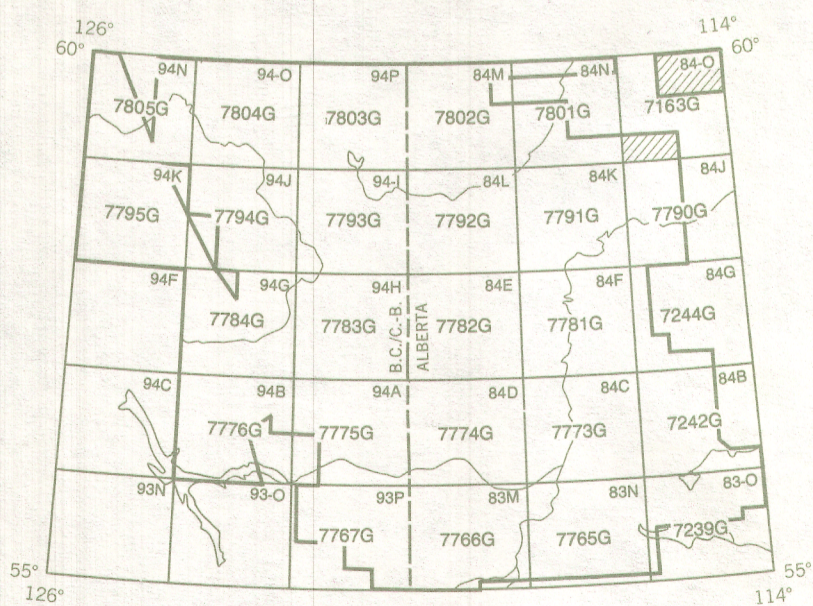 126° 114°
60° 94N 94-O 94P 84M 84N 84-O 60°
7805G 7804G 7803G 7802G 7801G 7163G
94K 94J 94-I 84L 84K 84J
7795G 7794G 7793G 7792G 7791G 7790G
94F 94G 94H 84E 84F 84G
7784G 7783G 7782G 7781G 7244G
B.C./C.-B.
ALBERTA
94C 94B 94A 84D 84C 84B
7776G 7775G 7774G 7773G 7242G
93N 93-O 93P 83M 83N 83-O
7767G 7766G 7765G 7239G
55° 55°
126° 114°